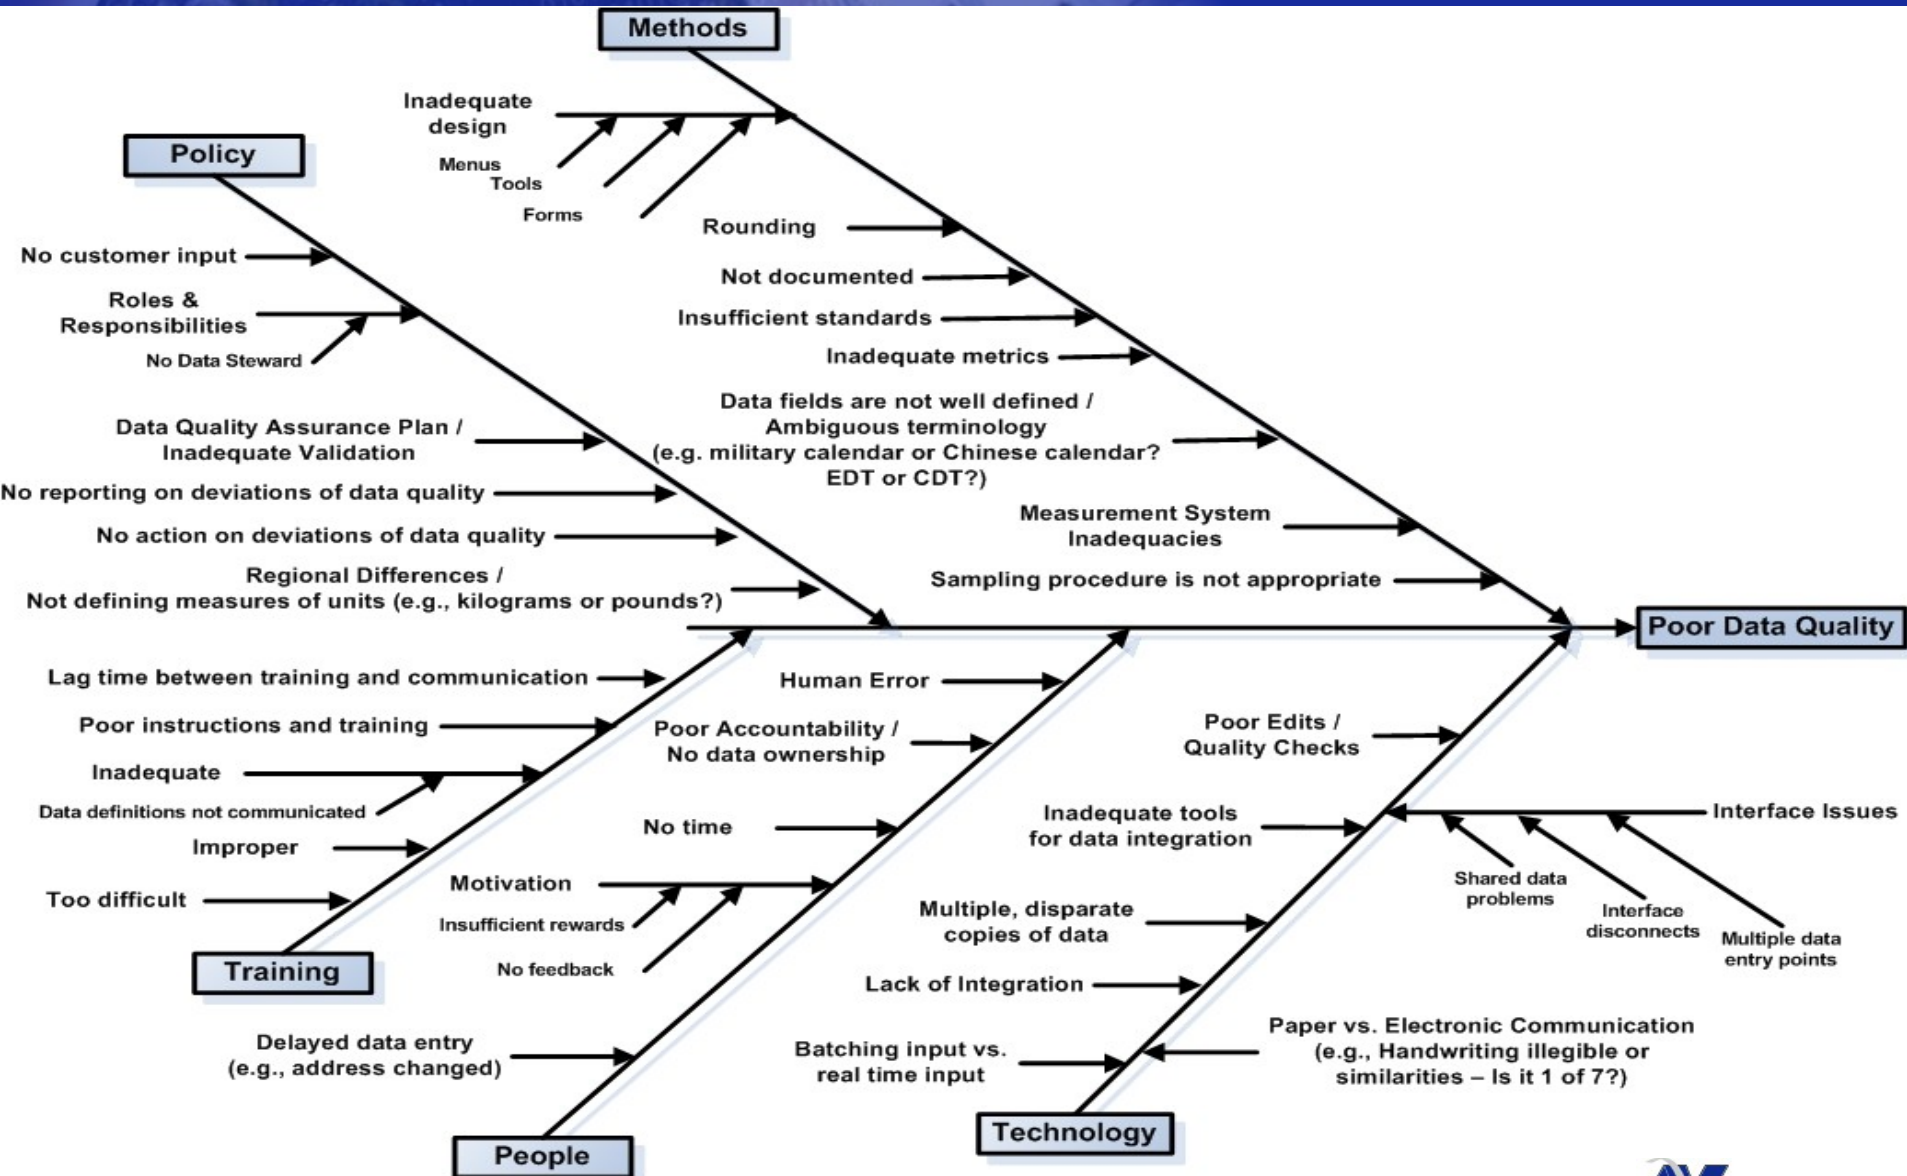 Methods
Inadequate
design
Menus
Tools
Forms
Rounding
Not documented
Insufficient standards
Inadequate metrics
Data fields are not well defined /
Ambiguous terminology
(e.g. military calendar or Chinese calendar?
EDT or CDT?)
Measurement System
Inadequacies
Sampling procedure is not appropriate
Policy
No customer input
Roles &
Responsibilities
No Data Steward
Data Quality Assurance Plan /
Inadequate Validation
No reporting on deviations of data quality
No action on deviations of data quality
Regional Differences /
Not defining measures of units (e.g., kilograms or pounds?)
Poor Data Quality
Lag time between training and communication
Poor instructions and training
Inadequate
Data definitions not communicated
Improper
Too difficult
Training
Human Error
Poor Accountability /
No data ownership
No time
Motivation
Insufficient rewards
No feedback
Delayed data entry
(e.g., address changed)
People
Poor Edits /
Quality Checks
Interface Issues
Shared data
problems
Interface
disconnects
Multiple data
entry points
Inadequate tools
for data integration
Multiple, disparate
copies of data
Lack of Integration
Batching input vs.
real time input
Paper vs. Electronic Communication
(e.g., Handwriting illegible or
similarities – Is it 1 of 7?)
Technology